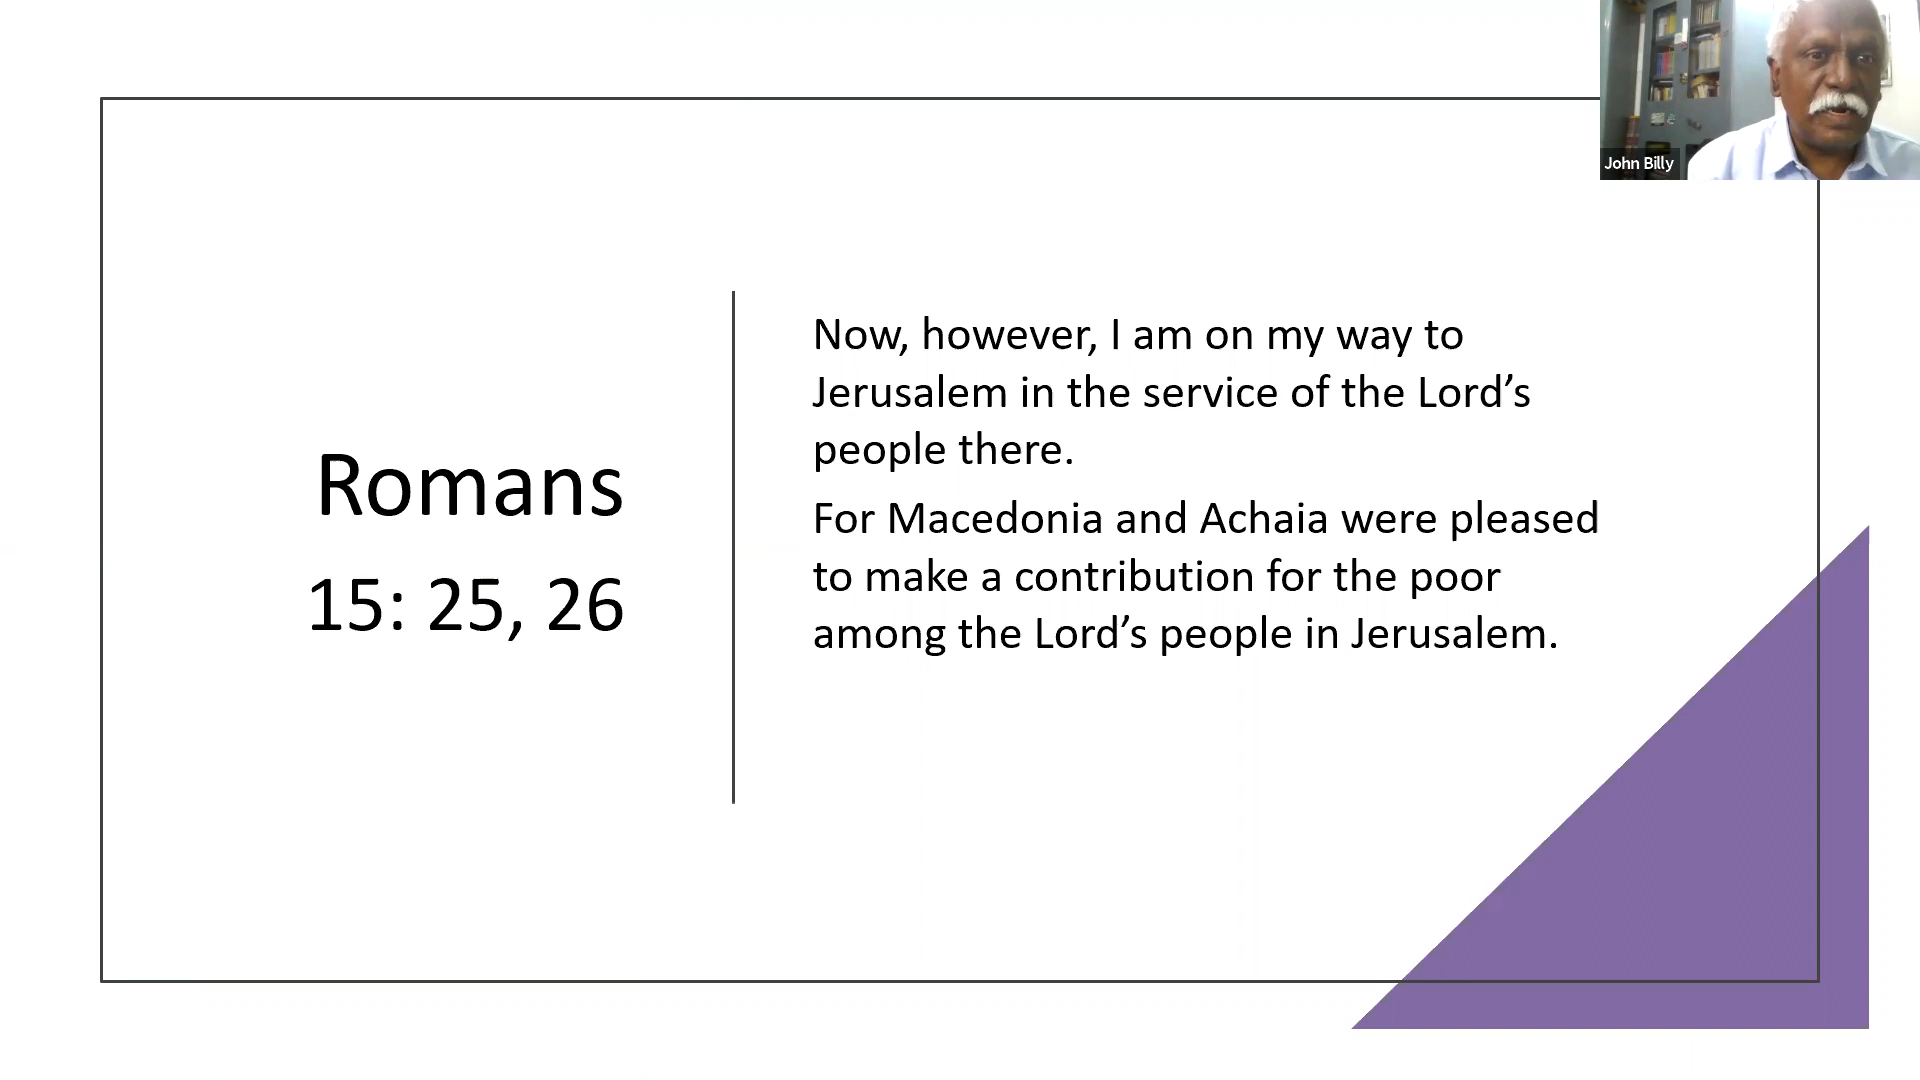 John Billy
Romans
15: 25, 26
Now, however, I am on my way to
Jerusalem in the service of the Lord’s
people there.
For Macedonia and Achaia were pleased
to make a contribution for the poor
among the Lord’s people in Jerusalem.